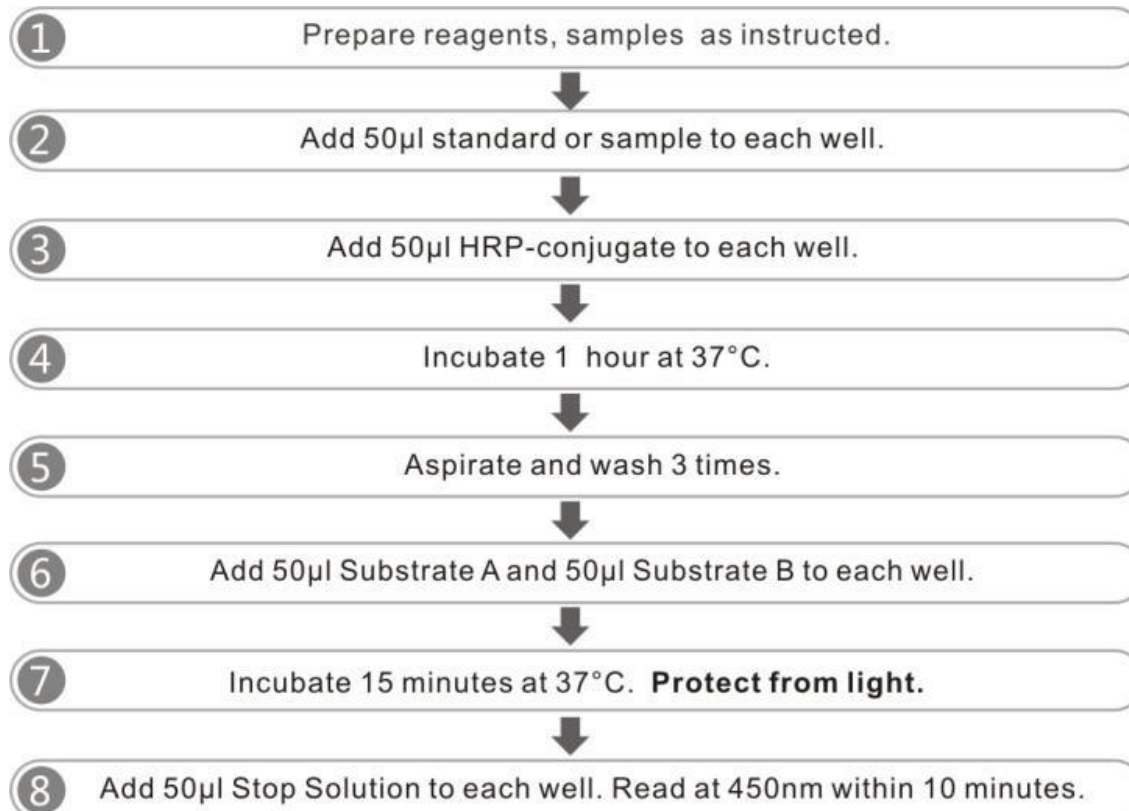 1 Prepare reagents, samples as instructed.
2 Add 50µl standard or sample to each well.
3 Add 50µl HRP-conjugate to each well.
4 Incubate 1 hour at 37°C.
5 Aspirate and wash 3 times.
6 Add 50µl Substrate A and 50µl Substrate B to each well.
7 Incubate 15 minutes at 37°C. Protect from light.
8 Add 50µl Stop Solution to each well. Read at 450nm within 10 minutes.